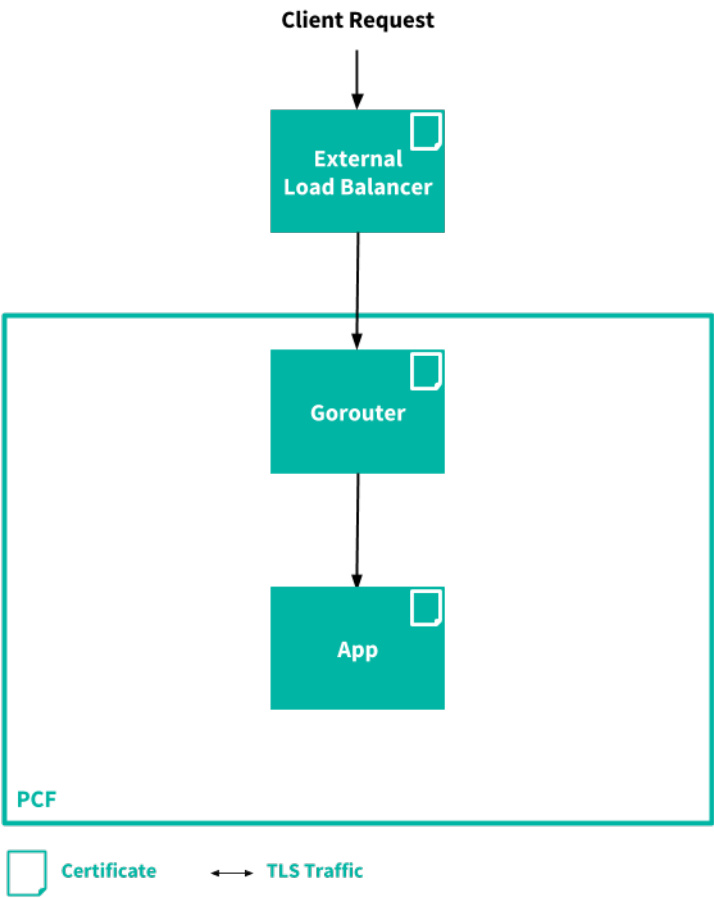 Client Request
External
Load Balancer
Gorouter
App
PCF
Certificate
TLS Traffic